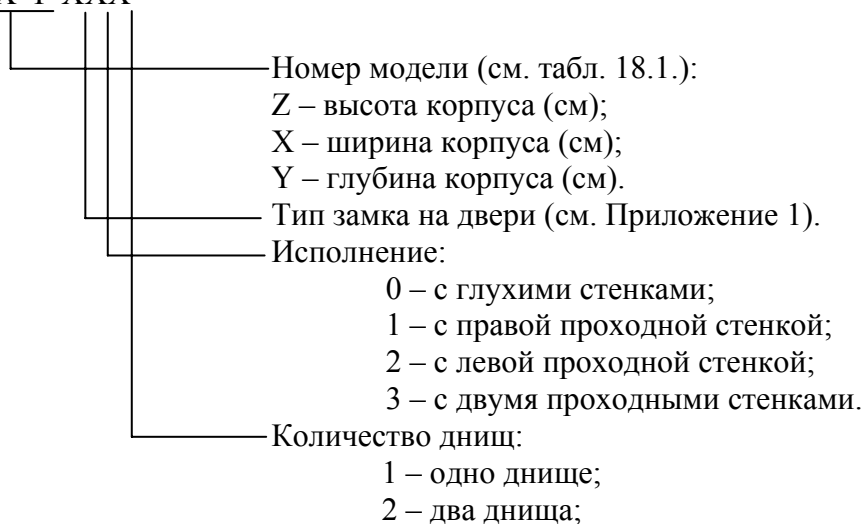 Номер модели (см. табл. 18.1.):
Z – высота корпуса (см);
X – ширина корпуса (см);
Y – глубина корпуса (см).
Тип замка на двери (см. Приложение 1).
Исполнение:
0 – с глухими стенками;
1 – с правой проходной стенкой;
2 – с левой проходной стенкой;
3 – с двумя проходными стенками.
Количество днищ:
1 – одно днище;
2 – два днища;